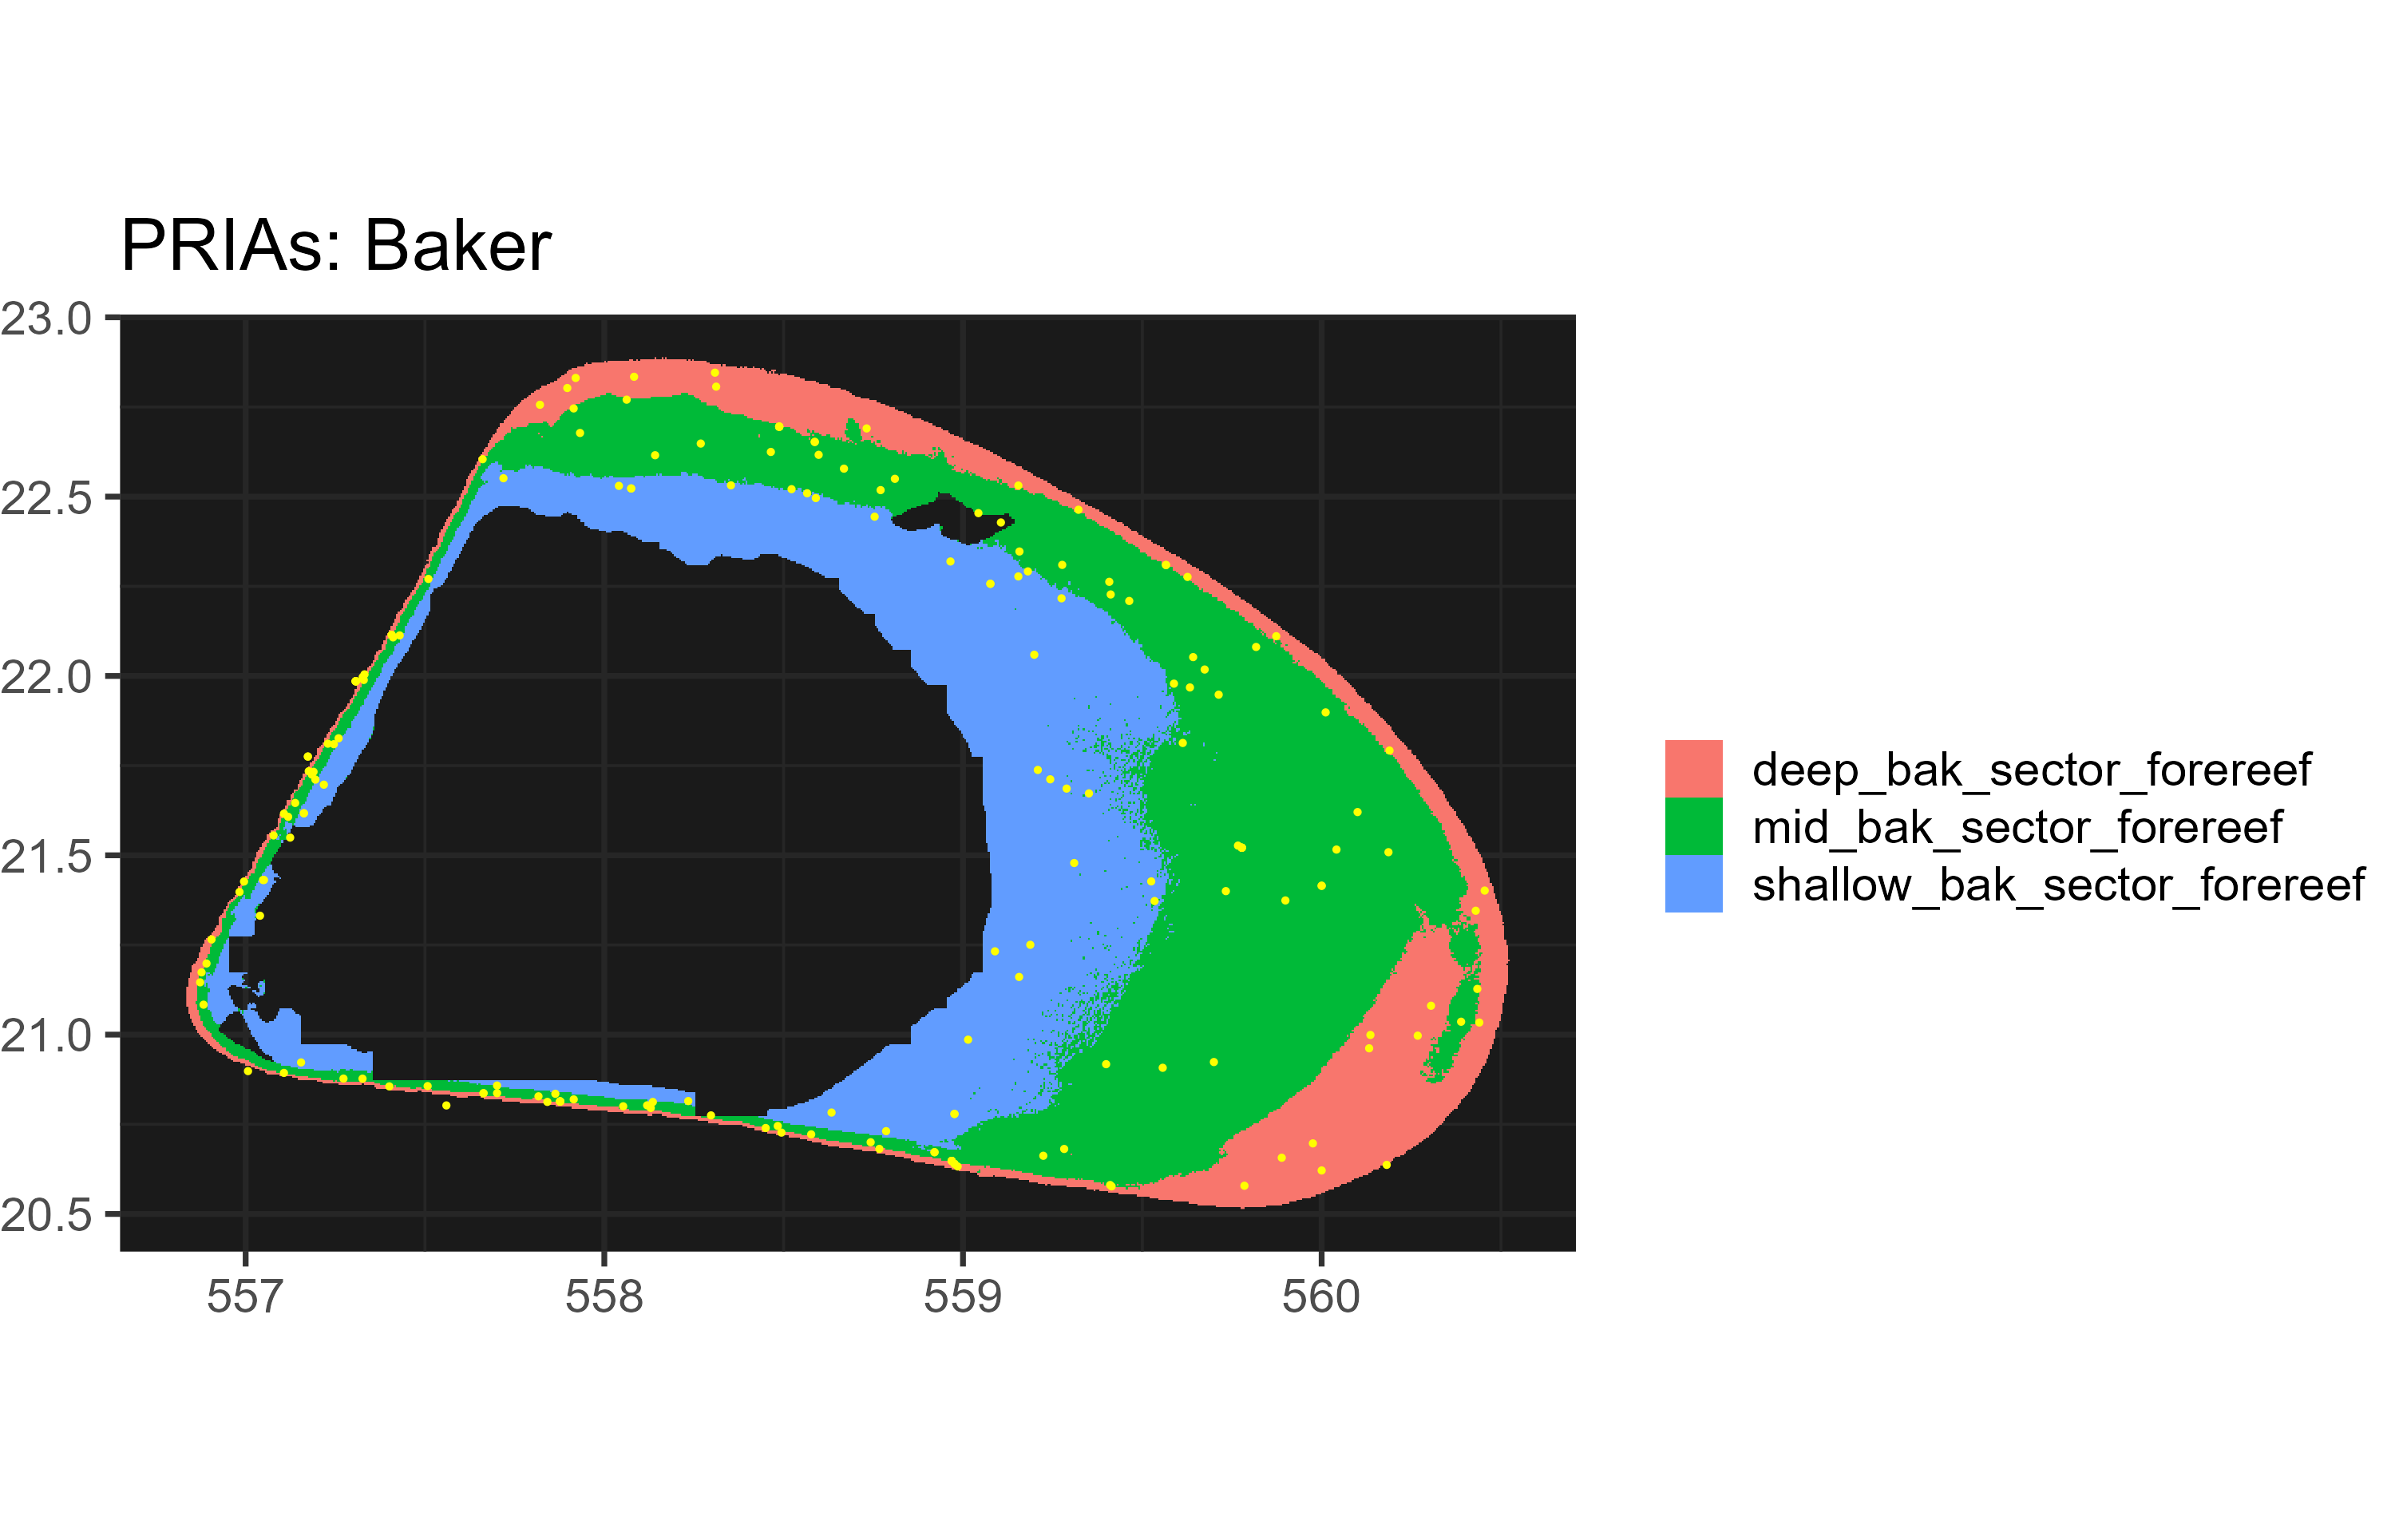 PRIAs: Baker
23.0
22.5
22.0
21.5
21.0
20.5
557
558
559
560
deep_bak_sector_forereef
mid_bak_sector_forereef
shallow_bak_sector_forereef